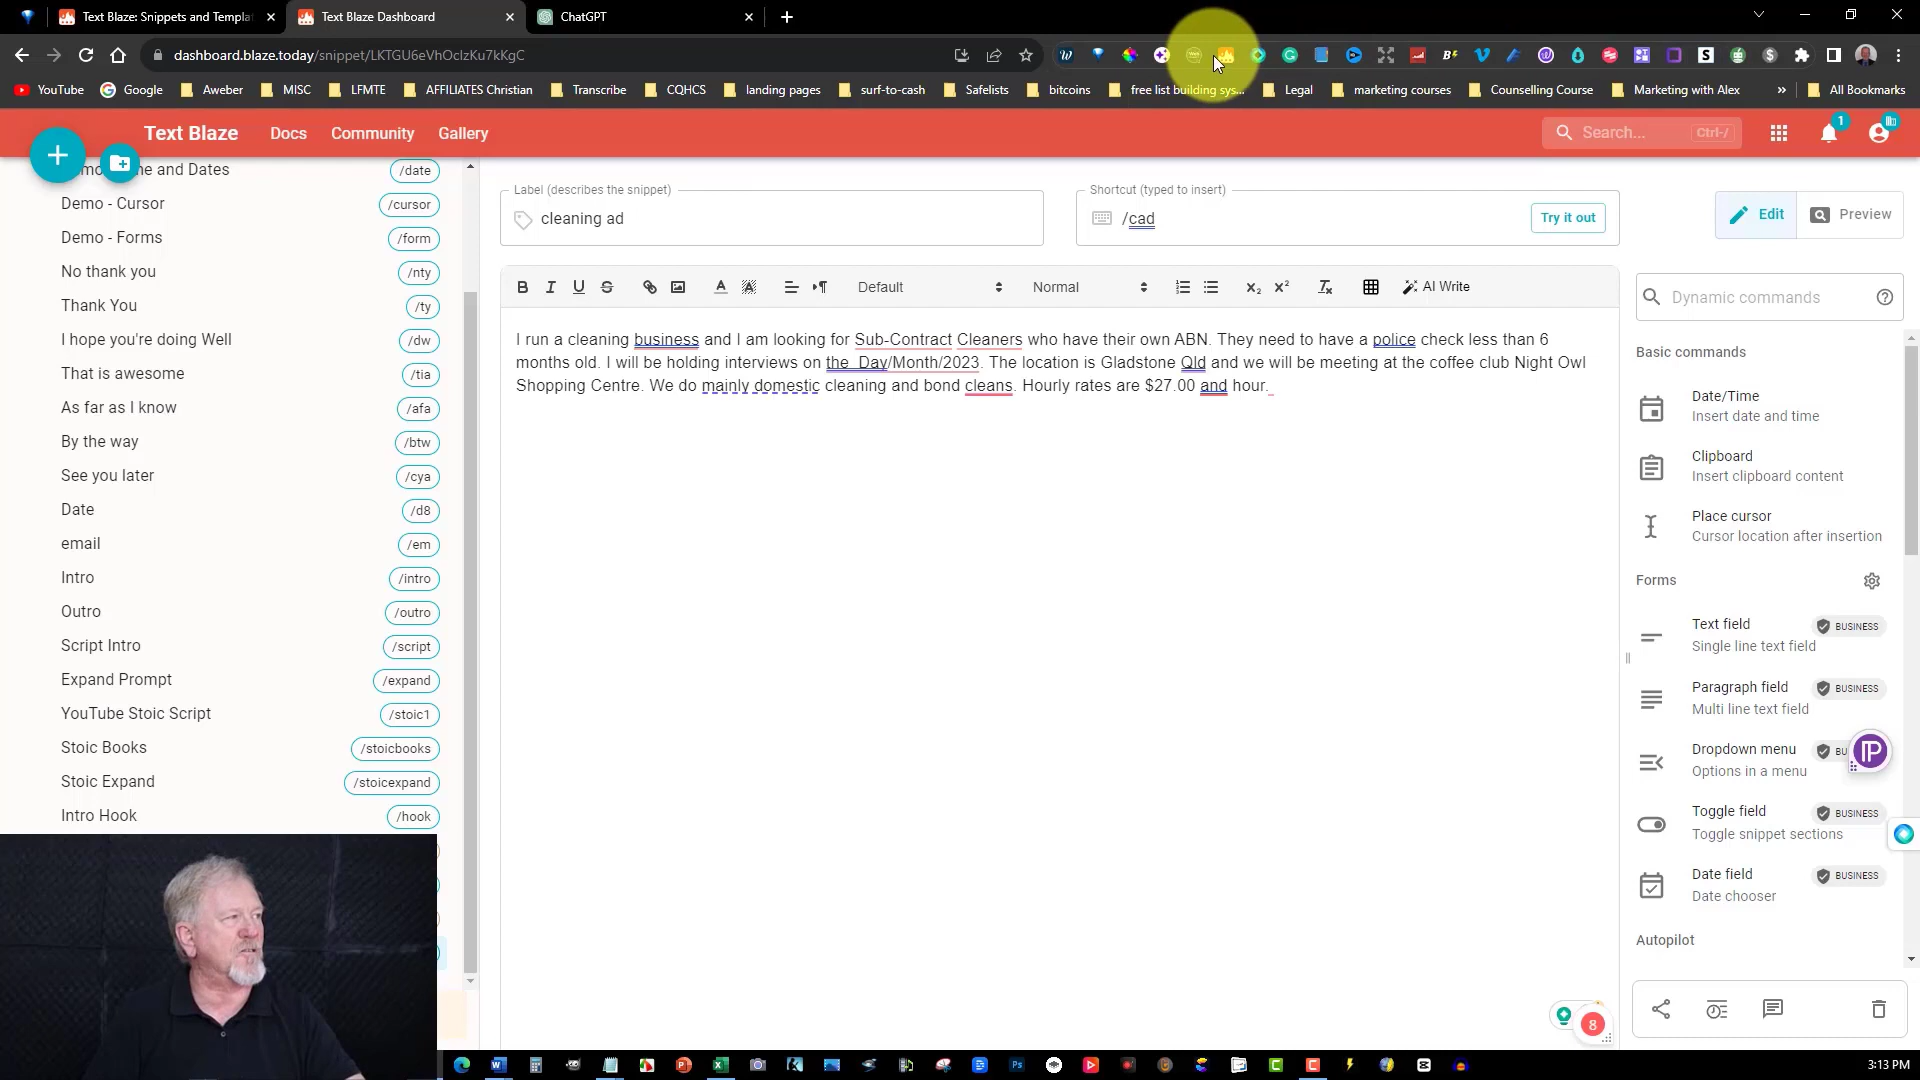 Text Blaze: Snippets and Templat
Text Blaze Dashboard
ChatGPT
dashboard.blaze.today/snippet/LKTGU6eVhOclzKu7kKgC
YouTube
Google
Aweber
MISC
LFMTE
AFFILIATES Christian
Transcribe
CQHCS
landing pages
surf-to-cash
Safelists
bitcoins
free list building sys...
Legal
marketing courses
Counselling Course
Marketing with Alex
»
All Bookmarks
Text Blaze
Docs
Community
Gallery
Search...
Ctrl-/
1
and Dates
/date
Demo - Cursor
/cursor
Demo - Forms
/form
No thank you
/nty
Thank You
/ty
I hope you're doing Well
/dw
That is awesome
/tia
As far as I know
/afa
By the way
/btw
See you later
/cya
Date
/d8
email
/em
Intro
/intro
Outro
/outro
Script Intro
/script
Expand Prompt
/expand
YouTube Stoic Script
/stoic1
Stoic Books
/stoicbooks
Stoic Expand
/stoicexpand
Intro Hook
/hook
Label (describes the snippet)
cleaning ad
Shortcut (typed to insert)
/cad
Try it out
Edit
Preview
Default
Normal
AI Write
I run a cleaning business and I am looking for Sub-Contract Cleaners who have their own ABN. They need to have a police check less than 6
months old. I will be holding interviews on the  Day/Month/2023. The location is Gladstone Qld and we will be meeting at the coffee club Night Owl
Shopping Centre. We do mainly domestic cleaning and bond cleans. Hourly rates are $27.00 and hour.
Dynamic commands
Basic commands
Date/Time
Insert date and time
Clipboard
Insert clipboard content
Place cursor
Cursor location after insertion
Forms
Text field
BUSINESS
Single line text field
Paragraph field
BUSINESS
Multi line text field
Dropdown menu
BU
Options in a menu
Toggle field
BUSINESS
Toggle snippet sections
Date field
BUSINESS
Date chooser
Autopilot
8
3:13 PM